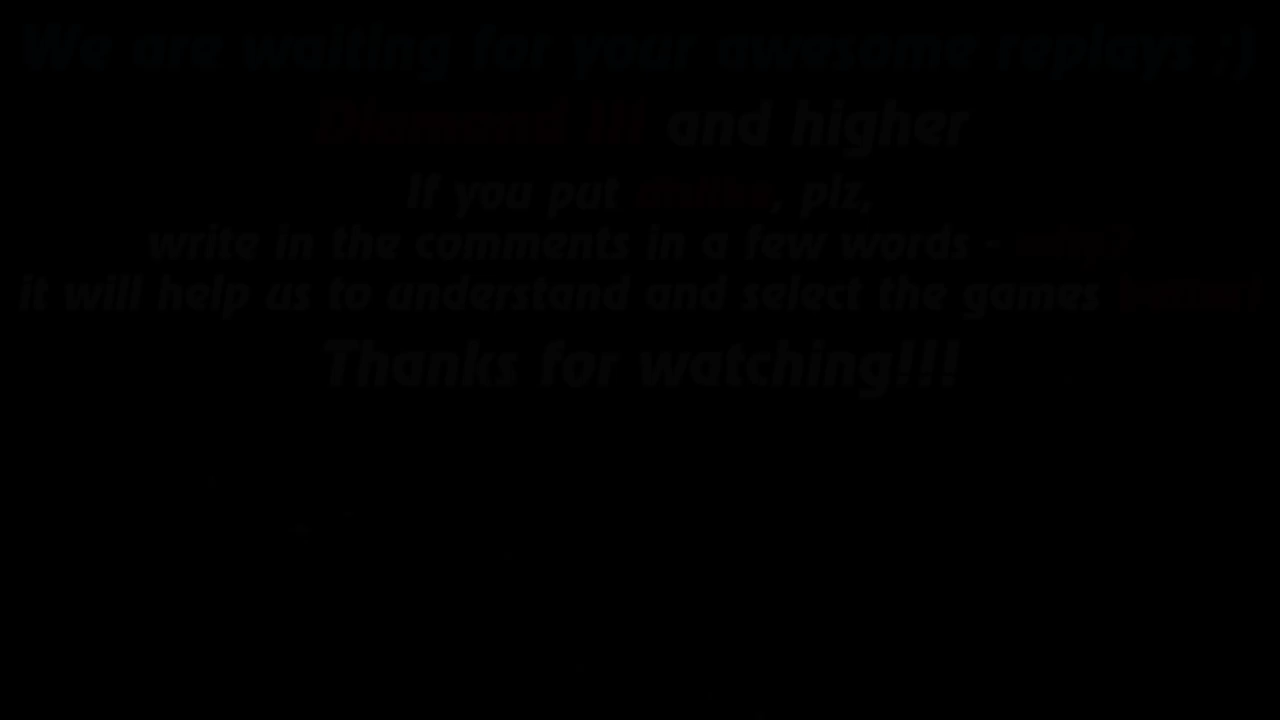 We are waiting for your awesome replays ;)
Diamond III and higher
If you put dislike, plz,
write in the comments in a few words - why?
it will help us to understand and select the games better!
Thanks for watching!!!